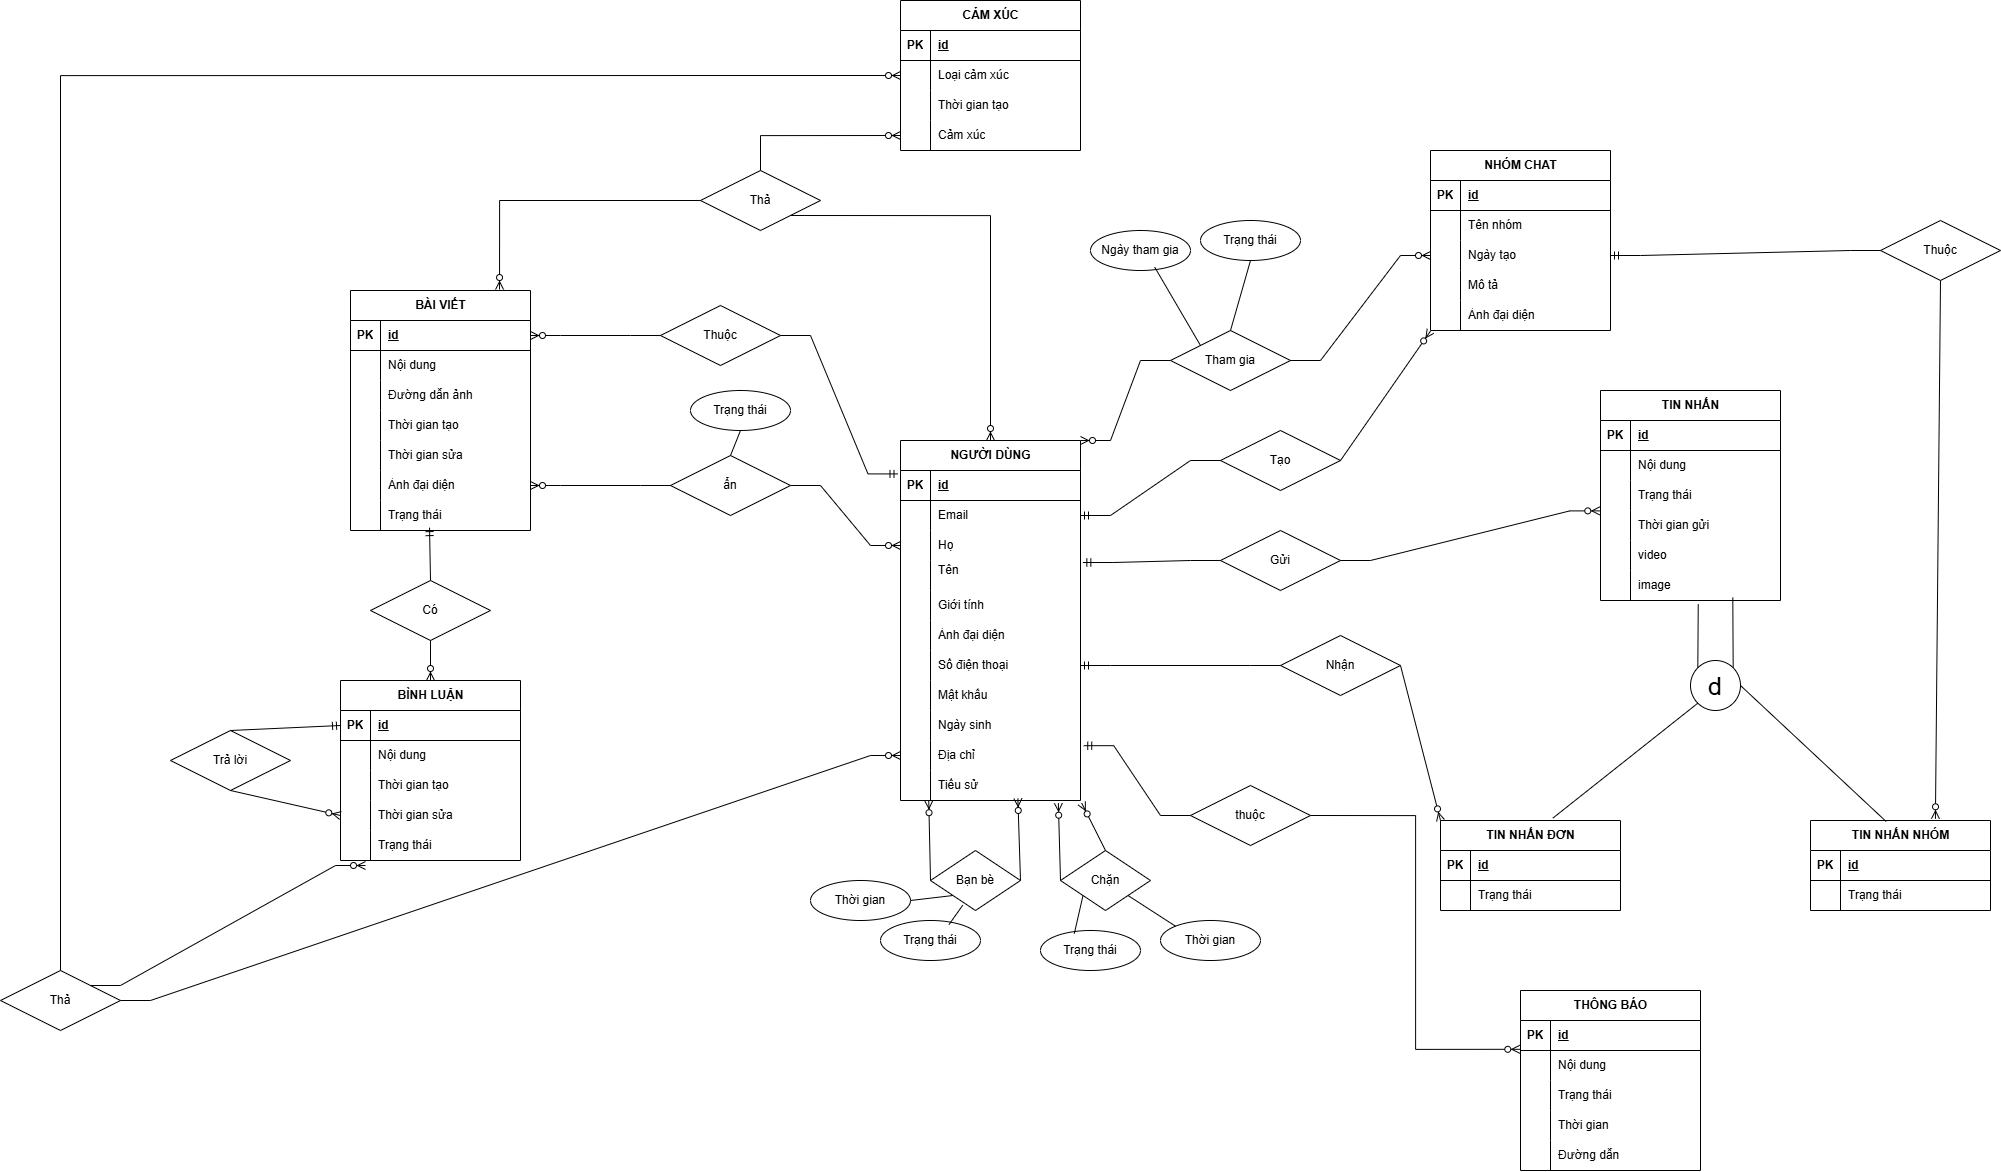 CẢM XÚC
PK id
Loại cảm xúc
Thời gian tạo
Cảm xúc
Thả
NHÓM CHAT
PK id
Tên nhóm
Ngày tạo
Mô tả
Ảnh đại diện
Thuộc
Ngày tham gia
Trạng thái
Tham gia
BÀI VIẾT
PK id
Nội dung
Đường dẫn ảnh
Thời gian tạo
Thời gian sửa
Ảnh đại diện
Trạng thái
Thuộc
Trạng thái
ẩn
NGƯỜI DÙNG
PK id
Email
Họ
Tên
Giới tính
Ảnh đại diện
Số điện thoại
Mật khẩu
Ngày sinh
Địa chỉ
Tiểu sử
Tạo
Gửi
Nhận
thuộc
TIN NHẮN
PK id
Nội dung
Trạng thái
Thời gian gửi
video
image
d
Có
BÌNH LUẬN
PK id
Nội dung
Thời gian tạo
Thời gian sửa
Trạng thái
Trả lời
TIN NHẮN ĐƠN
PK id
Trạng thái
TIN NHẮN NHÓM
PK id
Trạng thái
Bạn bè
Thời gian
Trạng thái
Chặn
Trạng thái
Thời gian
Thả
THÔNG BÁO
PK id
Nội dung
Trạng thái
Thời gian
Đường dẫn